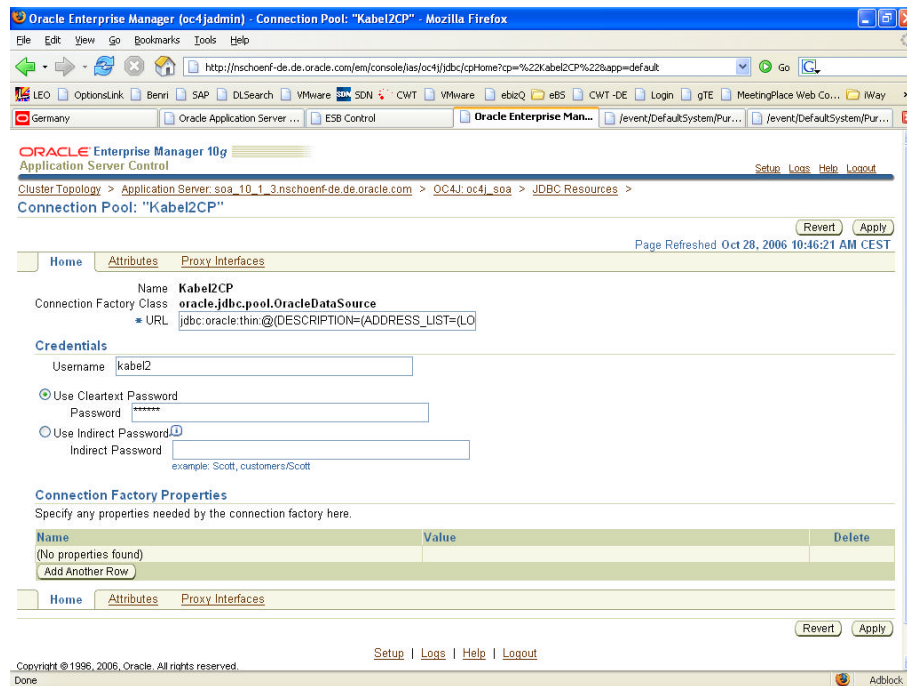 Oracle Enterprise Manager (oc4jadmin) - Connection Pool: "Kabel2CP" - Mozilla Firefox
File Edit View Go Bookmarks Tools Help
http://nschoenf-de.de.oracle.com/em/console/ias/oc4j/jdbc/cpHome?cp=%22Kabel2CP%22&app=default Go
LEO OptionsLink Benri SAP DLSearch VMware SDN CWT VMware ebizQ eBS CWT-DE Login gTE MeetingPlace Web Co... iWay
Germany Oracle Application Server ... ESB Control Oracle Enterprise Man... /event/DefaultSystem/Pur... /event/DefaultSystem/Pur...
ORACLE Enterprise Manager 10g
Application Server Control
Setup Logs Help Logout
Cluster Topology > Application Server: soa_10_1_3.nschoenf-de.de.oracle.com > OC4J: oc4j_soa > JDBC Resources >
Connection Pool: "Kabel2CP"
Revert Apply
Page Refreshed Oct 28, 2006 10:46:21 AM CEST
Home Attributes Proxy Interfaces
Name Kabel2CP
Connection Factory Class oracle.jdbc.pool.OracleDataSource
* URL jdbc:oracle:thin:@(DESCRIPTION=(ADDRESS_LIST=(LO
Credentials
Username kabel2
Use Cleartext Password
Password ******
Use Indirect Password
Indirect Password
example: Scott, customers/Scott
Connection Factory Properties
Specify any properties needed by the connection factory here.
Name Value Delete
(No properties found)
Add Another Row
Home Attributes Proxy Interfaces
Revert Apply
Setup | Logs | Help | Logout
Copyright © 1996, 2006, Oracle. All rights reserved.
Done Adblock